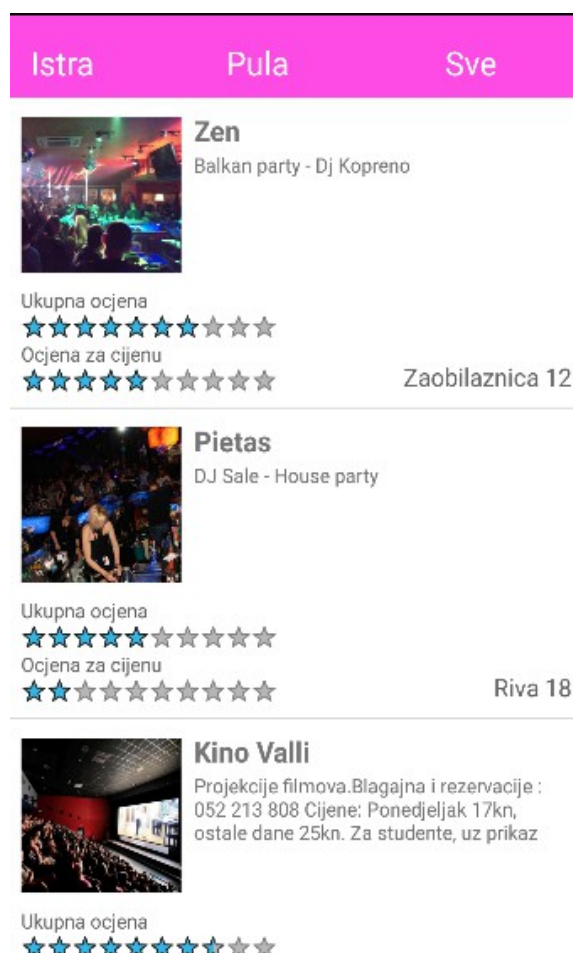 Istra Pula Sve
Zen
Balkan party - Dj Kopreno
Ukupna ocjena
Ocjena za cijenu
Zaobilaznica 12
Pietas
DJ Sale - House party
Ukupna ocjena
Ocjena za cijenu
Riva 18
Kino Valli
Projekcije filmova.Blagajna i rezervacije :
052 213 808 Cijene: Ponedjeljak 17kn,
ostale dane 25kn. Za studente, uz prikaz
Ukupna ocjena